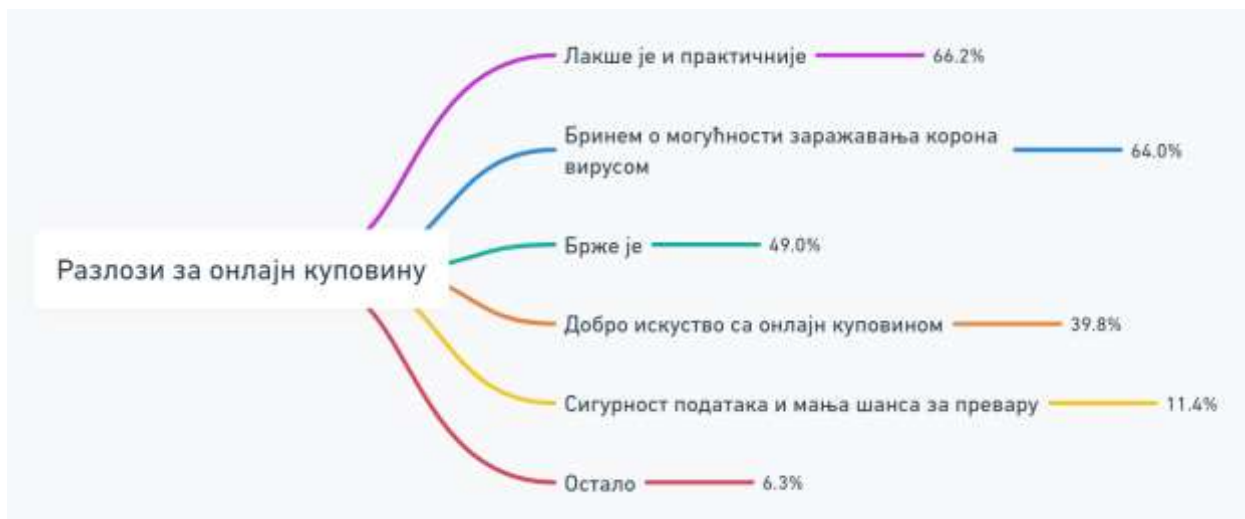 Разлози за онлајн куповину
Лакше је и практичније 66.2%
Бринем о могућности заражавања корона
вирусом 64.0%
Брже је 49.0%
Добро искуство са онлајн куповином 39.8%
Сигурност података и мања шанса за превару 11.4%
Остало 6.3%